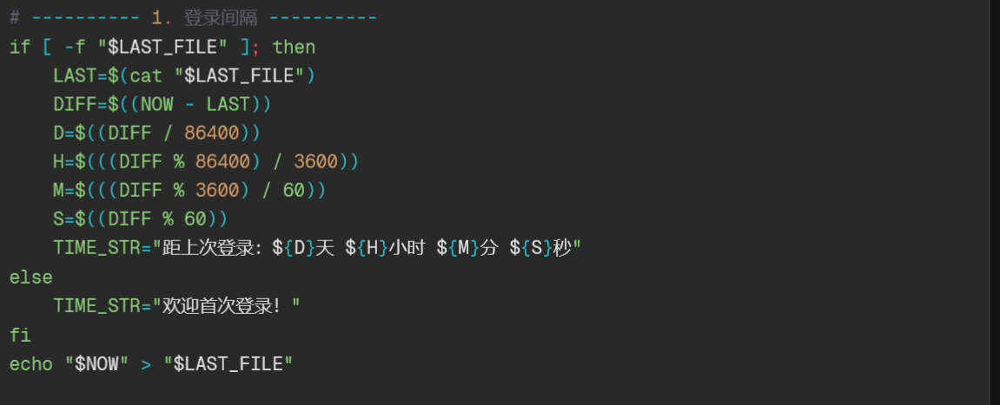 # ---------- 1. 登录间隔 ----------
if [ -f "$LAST_FILE" ]; then
    LAST=$(cat "$LAST_FILE")
    DIFF=$((NOW - LAST))
    D=$((DIFF / 86400))
    H=$(((DIFF % 86400) / 3600))
    M=$(((DIFF % 3600) / 60))
    S=$((DIFF % 60))
    TIME_STR="距上次登录: ${D}天 ${H}小时 ${M}分 ${S}秒"
else
    TIME_STR="欢迎首次登录! "
fi
echo "$NOW" > "$LAST_FILE"